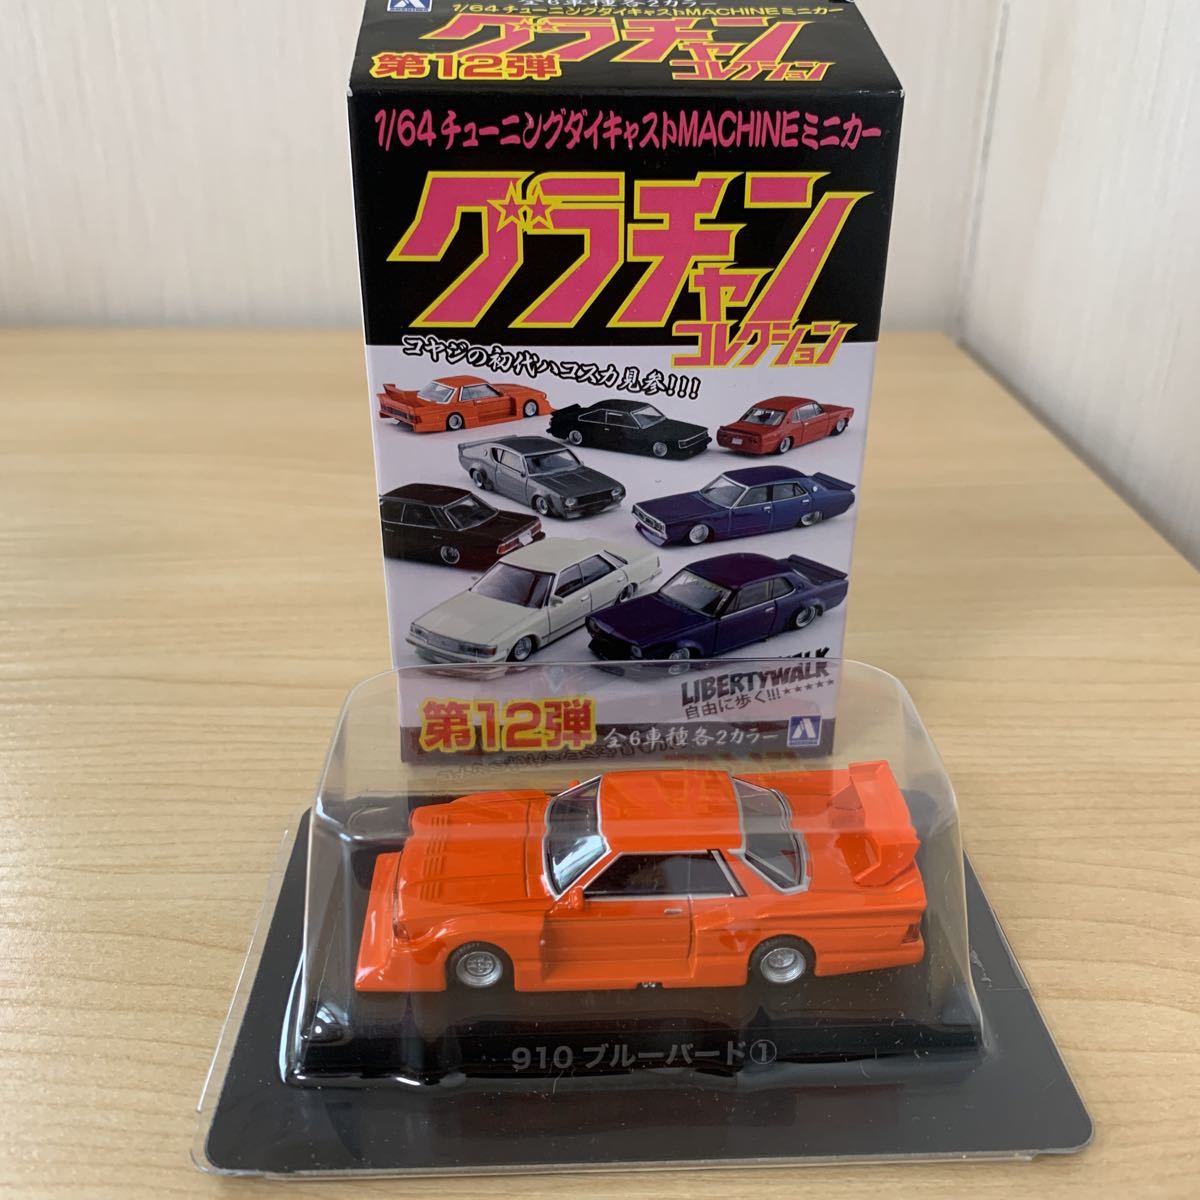 全6車種各2カラー
1/64チューニングダイキャストMACHINEミニカー
グラチャン
コレクション
第12弾
1/64 チューニングダイキャストMACHINEミニカー
グラチャン
コレクション
コヤジの初代ハコスカ見参!!!
LIBERTYWALK
自由に歩く!!!★★★★★
第12弾
全6車種各2カラー
910 ブルーバード①